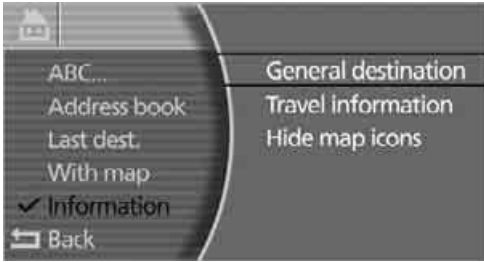 ABC...
Address book
Last dest.
With map
Information
Back
General destination
Travel information
Hide map icons